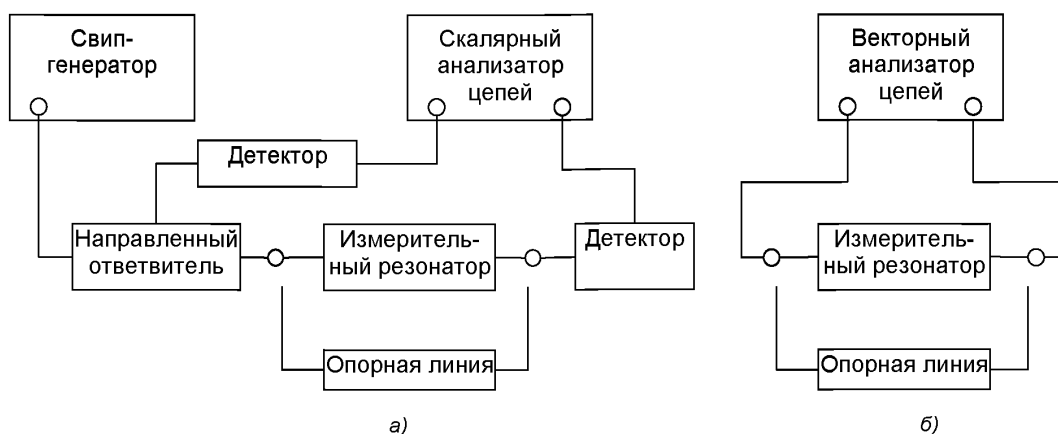 Свип-
генератор
Скалярный
анализатор
цепей
Векторный
анализатор
цепей
Детектор
Направленный
ответвитель
Измеритель-
ный резонатор
Детектор
Измеритель-
ный резонатор
Опорная линия
Опорная линия
а)
б)